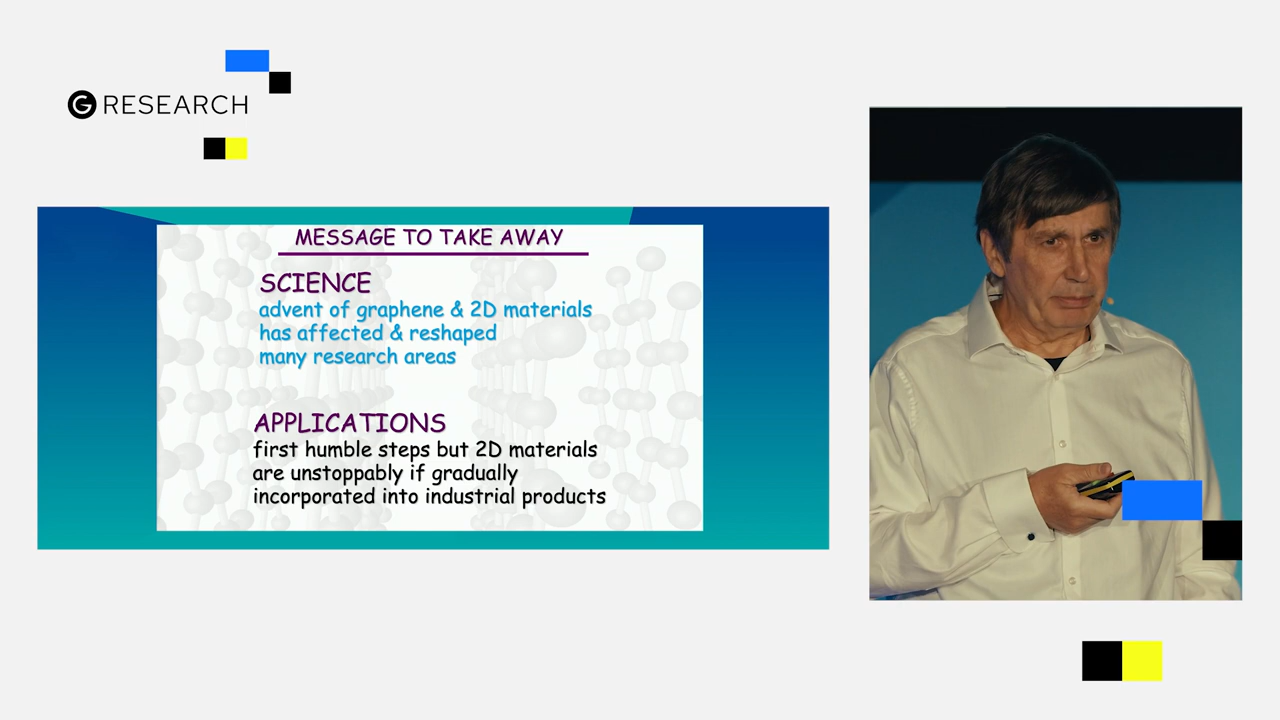 G RESEARCH
MESSAGE TO TAKE AWAY
SCIENCE
advent of graphene & 2D materials
has affected & reshaped
many research areas
APPLICATIONS
first humble steps but 2D materials
are unstoppably if gradually
incorporated into industrial products